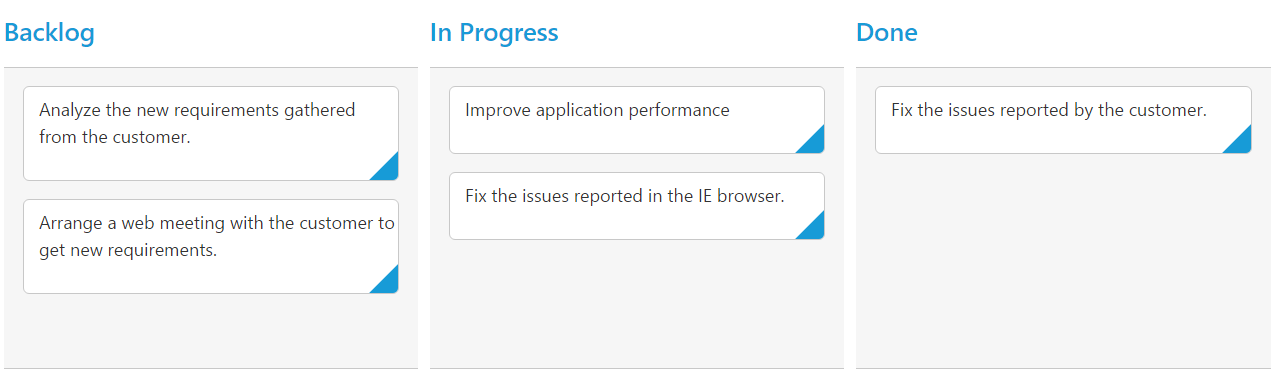 Backlog
Analyze the new requirements gathered
from the customer.
Arrange a web meeting with the customer to
get new requirements.
In Progress
Improve application performance
Fix the issues reported in the IE browser.
Done
Fix the issues reported by the customer.